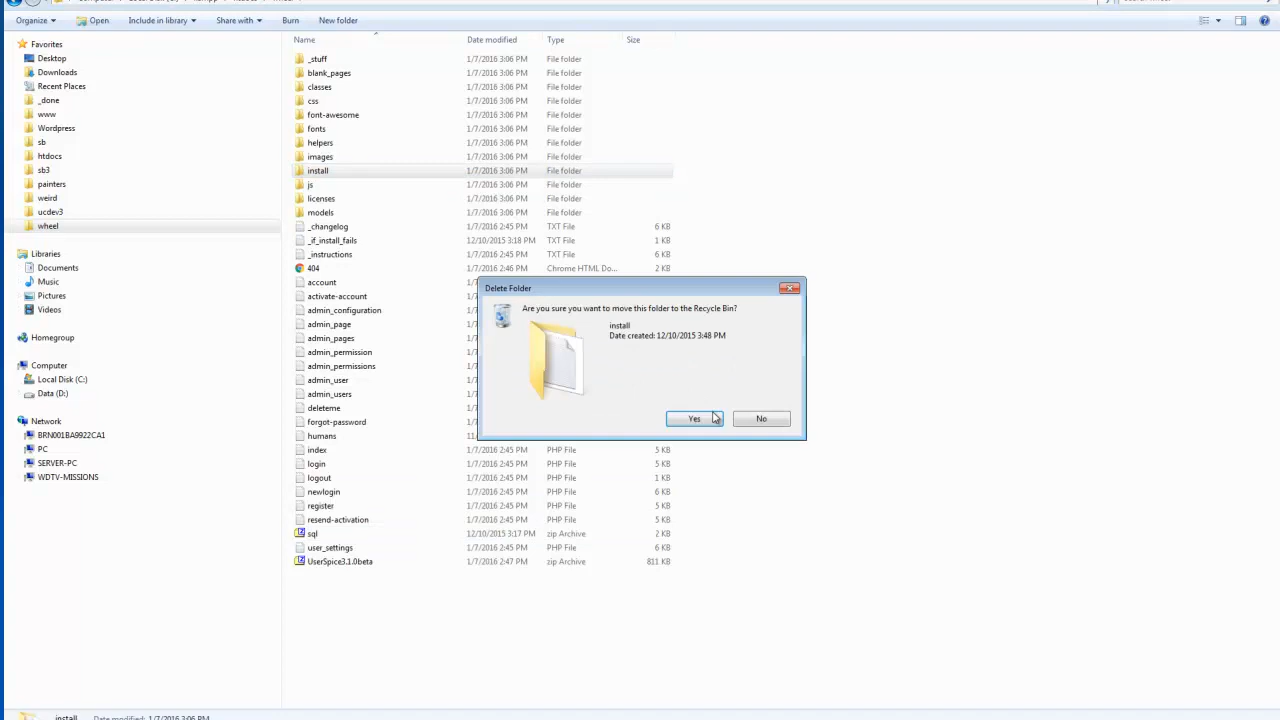 Organize
Open
Include in library
Share with
Burn
New folder
Name
Date modified
Type
Size
Favorites
Desktop
Downloads
Recent Places
_done
www
Wordpress
sb
htdocs
sb3
painters
weird
ucdev3
wheel
Libraries
Documents
Music
Pictures
Videos
Homegroup
Computer
Local Disk (C:)
Data (D:)
Network
BRN001BA9922CA1
PC
SERVER-PC
WDTV-MISSIONS
_stuff 1/7/2016 3:06 PM File folder
blank_pages 1/7/2016 3:06 PM File folder
classes 1/7/2016 3:06 PM File folder
css 1/7/2016 3:06 PM File folder
font-awesome 1/7/2016 3:06 PM File folder
fonts 1/7/2016 3:06 PM File folder
helpers 1/7/2016 3:06 PM File folder
images 1/7/2016 3:06 PM File folder
install 1/7/2016 3:06 PM File folder
js 1/7/2016 3:06 PM File folder
licenses 1/7/2016 3:06 PM File folder
models 1/7/2016 3:06 PM File folder
_changelog 1/7/2016 2:45 PM TXT File 6 KB
_if_install_fails 12/10/2015 3:18 PM TXT File 1 KB
_instructions 1/7/2016 2:45 PM TXT File 6 KB
404 1/7/2016 2:46 PM Chrome HTML Do... 2 KB
account
activate-account
admin_configuration
admin_page
admin_pages
admin_permission
admin_permissions
admin_user
admin_users
deleteme
forgot-password
humans
index 1/7/2016 2:45 PM PHP File 5 KB
login 1/7/2016 2:45 PM PHP File 5 KB
logout 1/7/2016 2:45 PM PHP File 1 KB
newlogin 1/7/2016 2:45 PM PHP File 6 KB
register 1/7/2016 2:45 PM PHP File 5 KB
resend-activation 1/7/2016 2:45 PM PHP File 5 KB
sql 12/10/2015 3:17 PM zip Archive 2 KB
user_settings 1/7/2016 2:45 PM PHP File 6 KB
UserSpice3.1.0beta 1/7/2016 2:47 PM zip Archive 811 KB
Delete Folder
Are you sure you want to move this folder to the Recycle Bin?
install
Date created: 12/10/2015 3:48 PM
Yes
No
install Date modified: 1/7/2016 3:06 PM